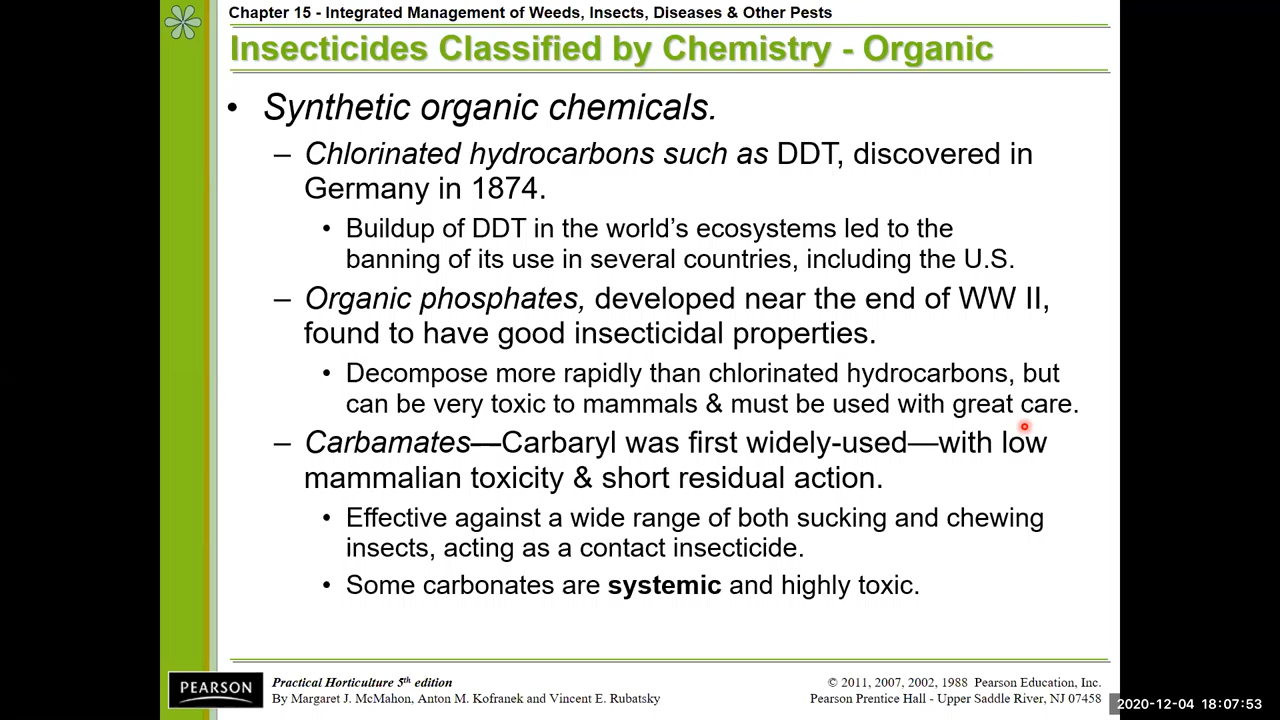 Chapter 15 - Integrated Management of Weeds, Insects, Diseases & Other Pests
Insecticides Classified by Chemistry - Organic
• Synthetic organic chemicals.
– Chlorinated hydrocarbons such as DDT, discovered in
Germany in 1874.
• Buildup of DDT in the world’s ecosystems led to the
banning of its use in several countries, including the U.S.
– Organic phosphates, developed near the end of WW II,
found to have good insecticidal properties.
• Decompose more rapidly than chlorinated hydrocarbons, but
can be very toxic to mammals & must be used with great care.
– Carbamates—Carbaryl was first widely-used—with low
mammalian toxicity & short residual action.
• Effective against a wide range of both sucking and chewing
insects, acting as a contact insecticide.
• Some carbonates are systemic and highly toxic.
PEARSON
Practical Horticulture 5th edition
By Margaret J. McMahon, Anton M. Kofranek and Vincent E. Rubatsky
© 2011, 2007, 2002, 1988 Pearson Education, Inc.
Pearson Prentice Hall - Upper Saddle River, NJ 07458
2020-12-04 18:07:53